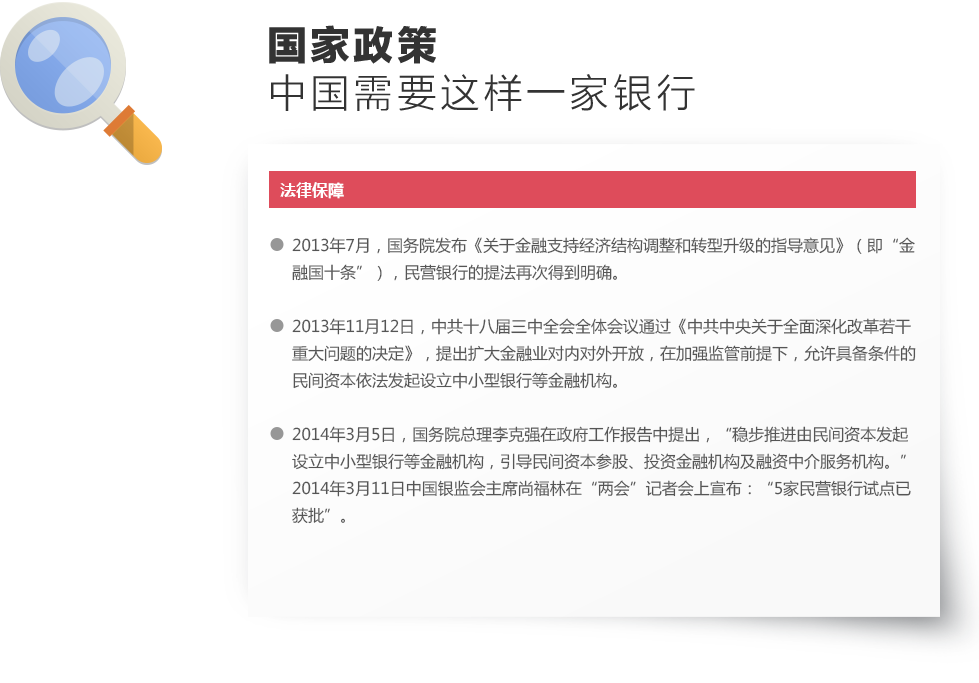 国家政策
中国需要这样一家银行
法律保障
2013年7月，国务院发布《关于金融支持经济结构调整和转型升级的指导意见》（即“金
融国十条”），民营银行的提法再次得到明确。
2013年11月12日，中共十八届三中全会全体会议通过《中共中央关于全面深化改革若干
重大问题的决定》，提出扩大金融业对内对外开放，在加强监管前提下，允许具备条件的
民间资本依法发起设立中小型银行等金融机构。
2014年3月5日，国务院总理李克强在政府工作报告中提出，“稳步推进由民间资本发起
设立中小型银行等金融机构，引导民间资本参股、投资金融机构及融资中介服务机构。”
2014年3月11日中国银监会主席尚福林在“两会”记者会上宣布：“5家民营银行试点已
获批”。